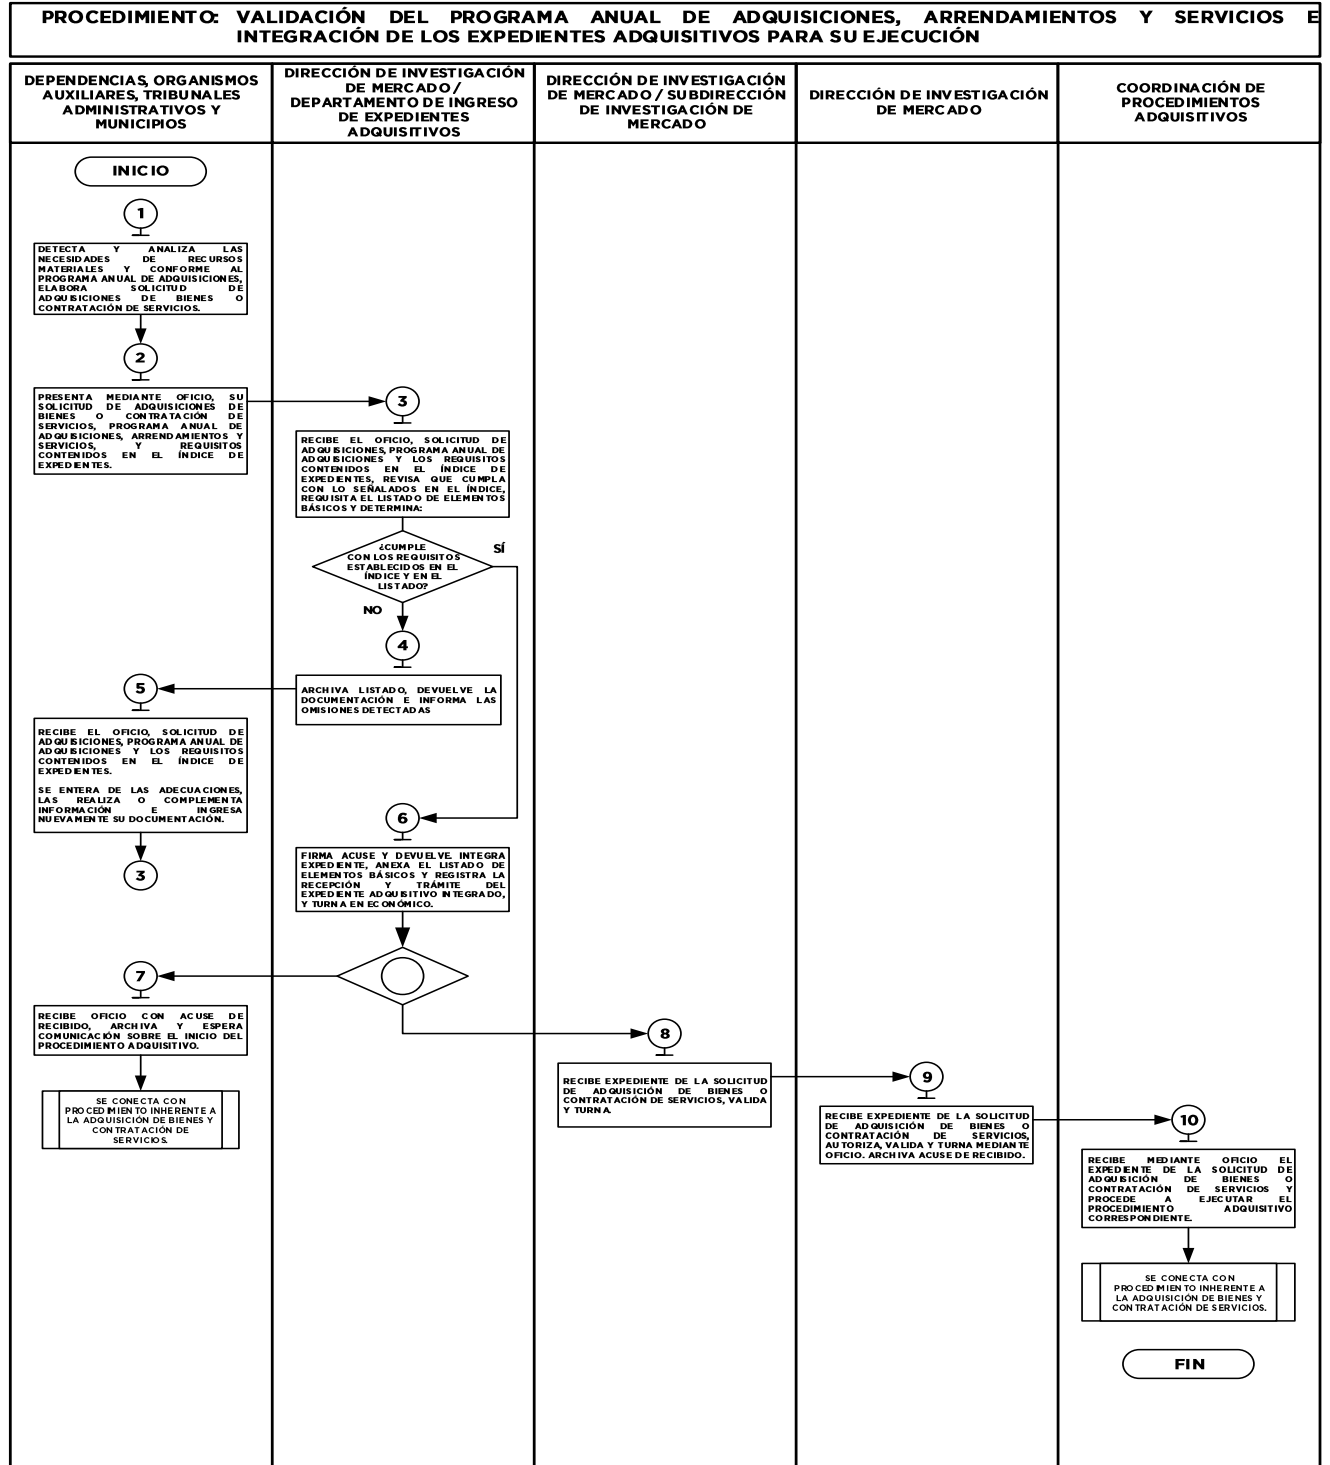 PROCEDIMIENTO: VALIDACIÓN DEL PROGRAMA ANUAL DE ADQUISICIONES, ARRENDAMIENTOS Y SERVICIOS E
INTEGRACIÓN DE LOS EXPEDIENTES ADQUISITIVOS PARA SU EJECUCIÓN
DEPENDENCIAS, ORGANISMOS
AUXILIARES, TRIBUNALES
ADMINISTRATIVOS Y
MUNICIPIOS
DIRECCIÓN DE INVESTIGACIÓN
DE MERCADO /
DEPARTAMENTO DE INGRESO
DE EXPEDIENTES
ADQUISITIVOS
DIRECCIÓN DE INVESTIGACIÓN
DE MERCADO / SUBDIRECCIÓN
DE INVESTIGACIÓN DE
MERCADO
DIRECCIÓN DE INVESTIGACIÓN
DE MERCADO
COORDINACIÓN DE
PROCEDIMIENTOS
ADQUISITIVOS
INICIO
1
DETECTA Y ANALIZA LAS
NECESIDADES DE RECURSOS
MATERIALES Y CONFORME AL
PROGRAMA ANUAL DE ADQUISICIONES,
ELABORA SOLICITUD DE
ADQUISICIONES DE BIENES O
CONTRATACIÓN DE SERVICIOS.
2
PRESENTA MEDIANTE OFICIO, SU
SOLICITUD DE ADQUISICIONES DE
BIENES O CONTRATACIÓN DE
SERVICIOS, PROGRAMA ANUAL DE
ADQUISICIONES, ARRENDAMIENTOS Y
SERVICIOS, Y REQUISITOS
CONTENIDOS EN EL ÍNDICE DE
EXPEDIENTES.
3
RECIBE EL OFICIO, SOLICITUD DE
ADQUISICIONES, PROGRAMA ANUAL DE
ADQUISICIONES Y LOS REQUISITOS
CONTENIDOS EN EL ÍNDICE DE
EXPEDIENTES, REVISA QUE CUMPLA
CON LO SEÑALADOS EN EL ÍNDICE,
REQUISITA EL LISTADO DE ELEMENTOS
BÁSICOS Y DETERMINA:
¿CUMPLE
CON LOS REQUISITOS
ESTABLECIDOS EN EL
ÍNDICE Y EN EL
LISTADO?
SÍ
NO
4
ARCHIVA LISTADO, DEVUELVE LA
DOCUMENTACIÓN E INFORMA LAS
OMISIONES DETECTADAS
5
RECIBE EL OFICIO, SOLICITUD DE
ADQUISICIONES, PROGRAMA ANUAL DE
ADQUISICIONES Y LOS REQUISITOS
CONTENIDOS EN EL ÍNDICE DE
EXPEDIENTES.
SE ENTERA DE LAS ADECUACIONES,
LAS REALIZA O COMPLEMENTA
INFORMACIÓN E INGRESA
NUEVAMENTE SU DOCUMENTACIÓN.
3
6
FIRMA ACUSE Y DEVUELVE. INTEGRA
EXPEDIENTE, ANEXA EL LISTADO DE
ELEMENTOS BÁSICOS Y REGISTRA LA
RECEPCIÓN Y TRÁMITE DEL
EXPEDIENTE ADQUISITIVO INTEGRADO,
Y TURNA EN ECONÓMICO.
7
RECIBE OFICIO CON ACUSE DE
RECIBIDO, ARCHIVA Y ESPERA
COMUNICACIÓN SOBRE EL INICIO DEL
PROCEDIMIENTO ADQUISITIVO.
SE CONECTA CON
PROCEDIMIENTO INHERENTE A
LA ADQUISICIÓN DE BIENES Y
CONTRATACIÓN DE
SERVICIOS.
8
RECIBE EXPEDIENTE DE LA SOLICITUD
DE ADQUISICIÓN DE BIENES O
CONTRATACIÓN DE SERVICIOS, VALIDA
Y TURNA.
9
RECIBE EXPEDIENTE DE LA SOLICITUD
DE ADQUISICIÓN DE BIENES O
CONTRATACIÓN DE SERVICIOS,
AUTORIZA, VALIDA Y TURNA MEDIANTE
OFICIO. ARCHIVA ACUSE DE RECIBIDO.
10
RECIBE MEDIANTE OFICIO EL
EXPEDIENTE DE LA SOLICITUD DE
ADQUISICIÓN DE BIENES O
CONTRATACIÓN DE SERVICIOS Y
PROCEDE A EJECUTAR EL
PROCEDIMIENTO ADQUISITIVO
CORRESPONDIENTE.
SE CONECTA CON
PROCEDIMIENTO INHERENTE A
LA ADQUISICIÓN DE BIENES Y
CONTRATACIÓN DE SERVICIOS.
FIN